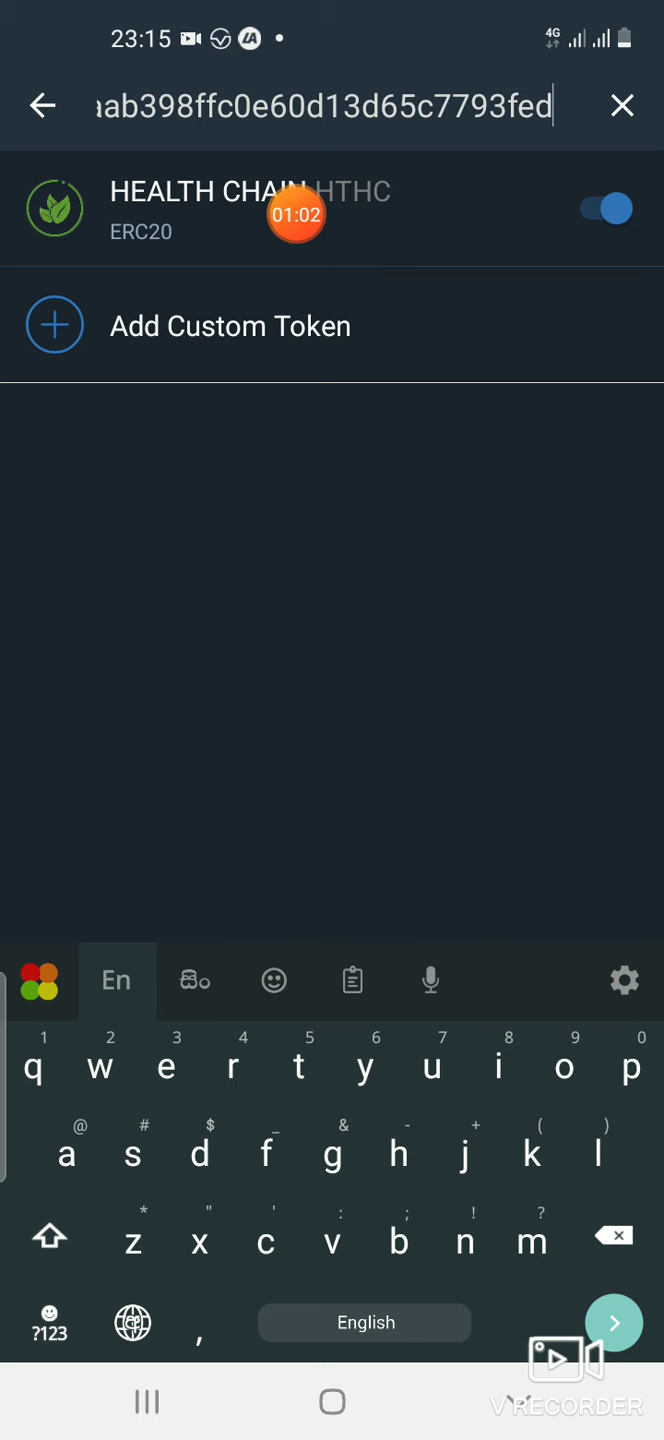 23:15
4G
aab398ffc0e60d13d65c7793fed
HEALTH CHAIN HTHC
01:02
ERC20
Add Custom Token
En සිං
1 2 3 4 5 6 7 8 9 0
q w e r t y u i o p
@ # $ _ & - + ( )
a s d f g h j k l
* " ' : ; ! ?
z x c v b n m
?123 , English
V RECORDER